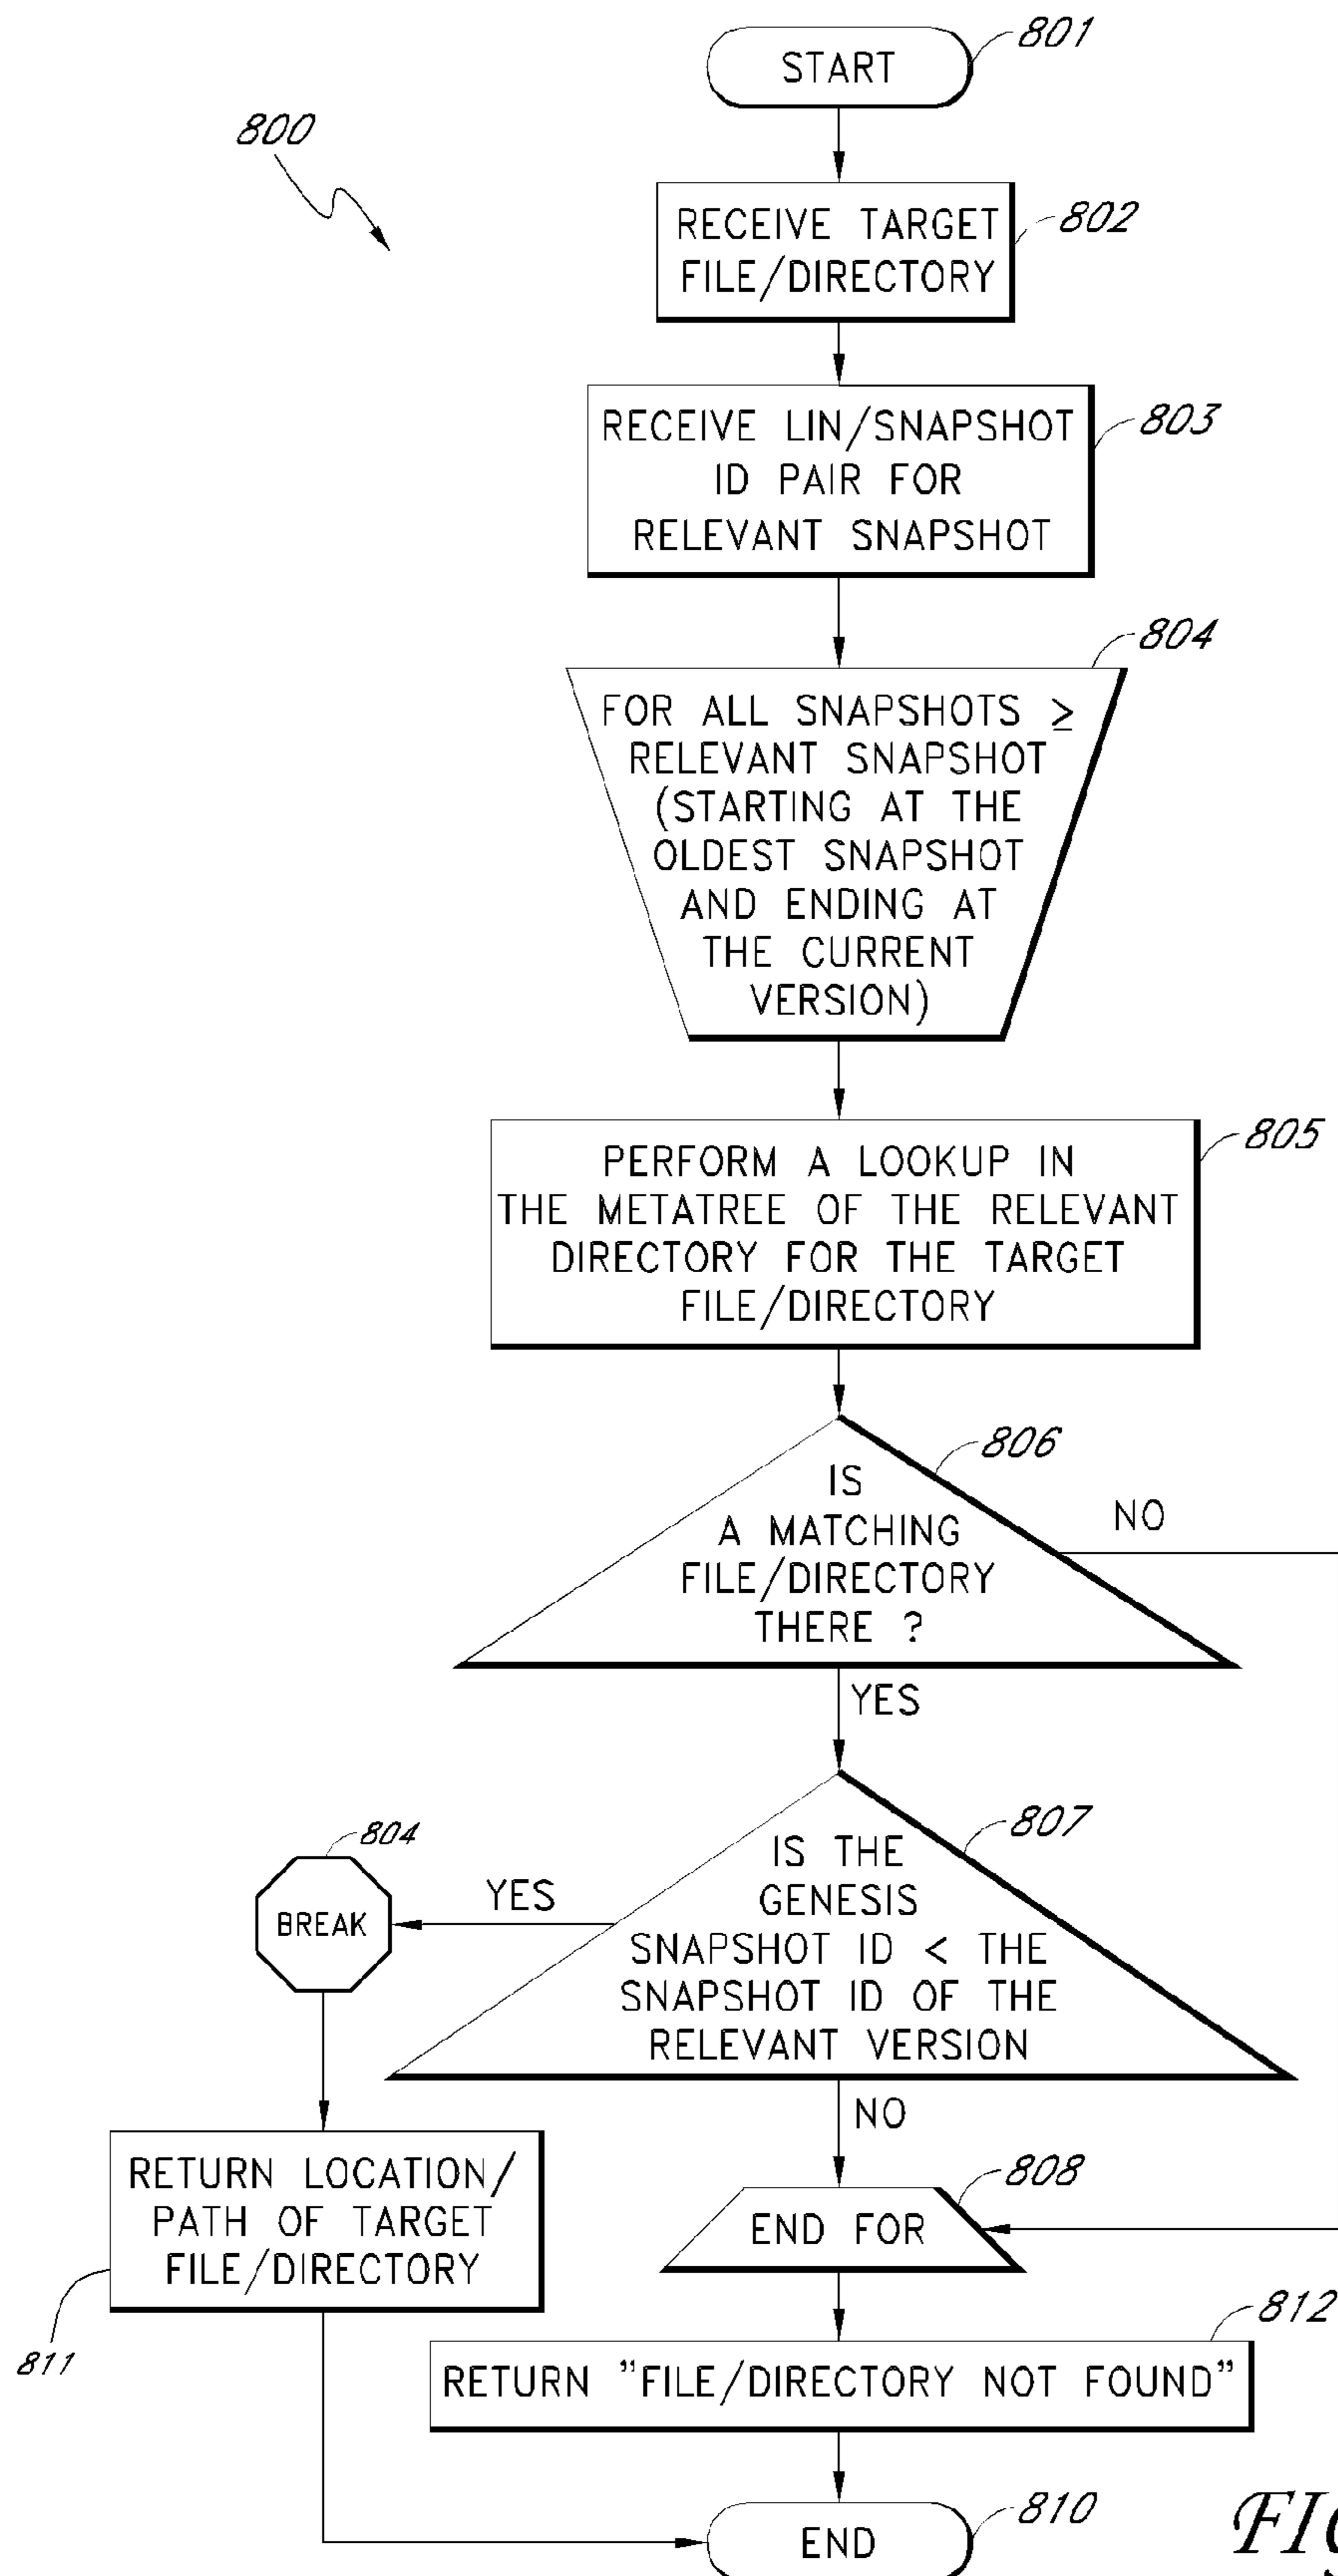 801
START
800
802
RECEIVE TARGET
FILE/DIRECTORY
803
RECEIVE LIN/SNAPSHOT
ID PAIR FOR
RELEVANT SNAPSHOT
804
FOR ALL SNAPSHOTS ≥
RELEVANT SNAPSHOT
(STARTING AT THE
OLDEST SNAPSHOT
AND ENDING AT
THE CURRENT
VERSION)
805
PERFORM A LOOKUP IN
THE METATREE OF THE RELEVANT
DIRECTORY FOR THE TARGET
FILE/DIRECTORY
806
IS
A MATCHING
FILE/DIRECTORY
THERE ?
NO
YES
807
IS THE
GENESIS
SNAPSHOT ID < THE
SNAPSHOT ID OF THE
RELEVANT VERSION
804
BREAK
YES
NO
808
END FOR
RETURN LOCATION/
PATH OF TARGET
FILE/DIRECTORY
811
812
RETURN "FILE/DIRECTORY NOT FOUND"
810
END